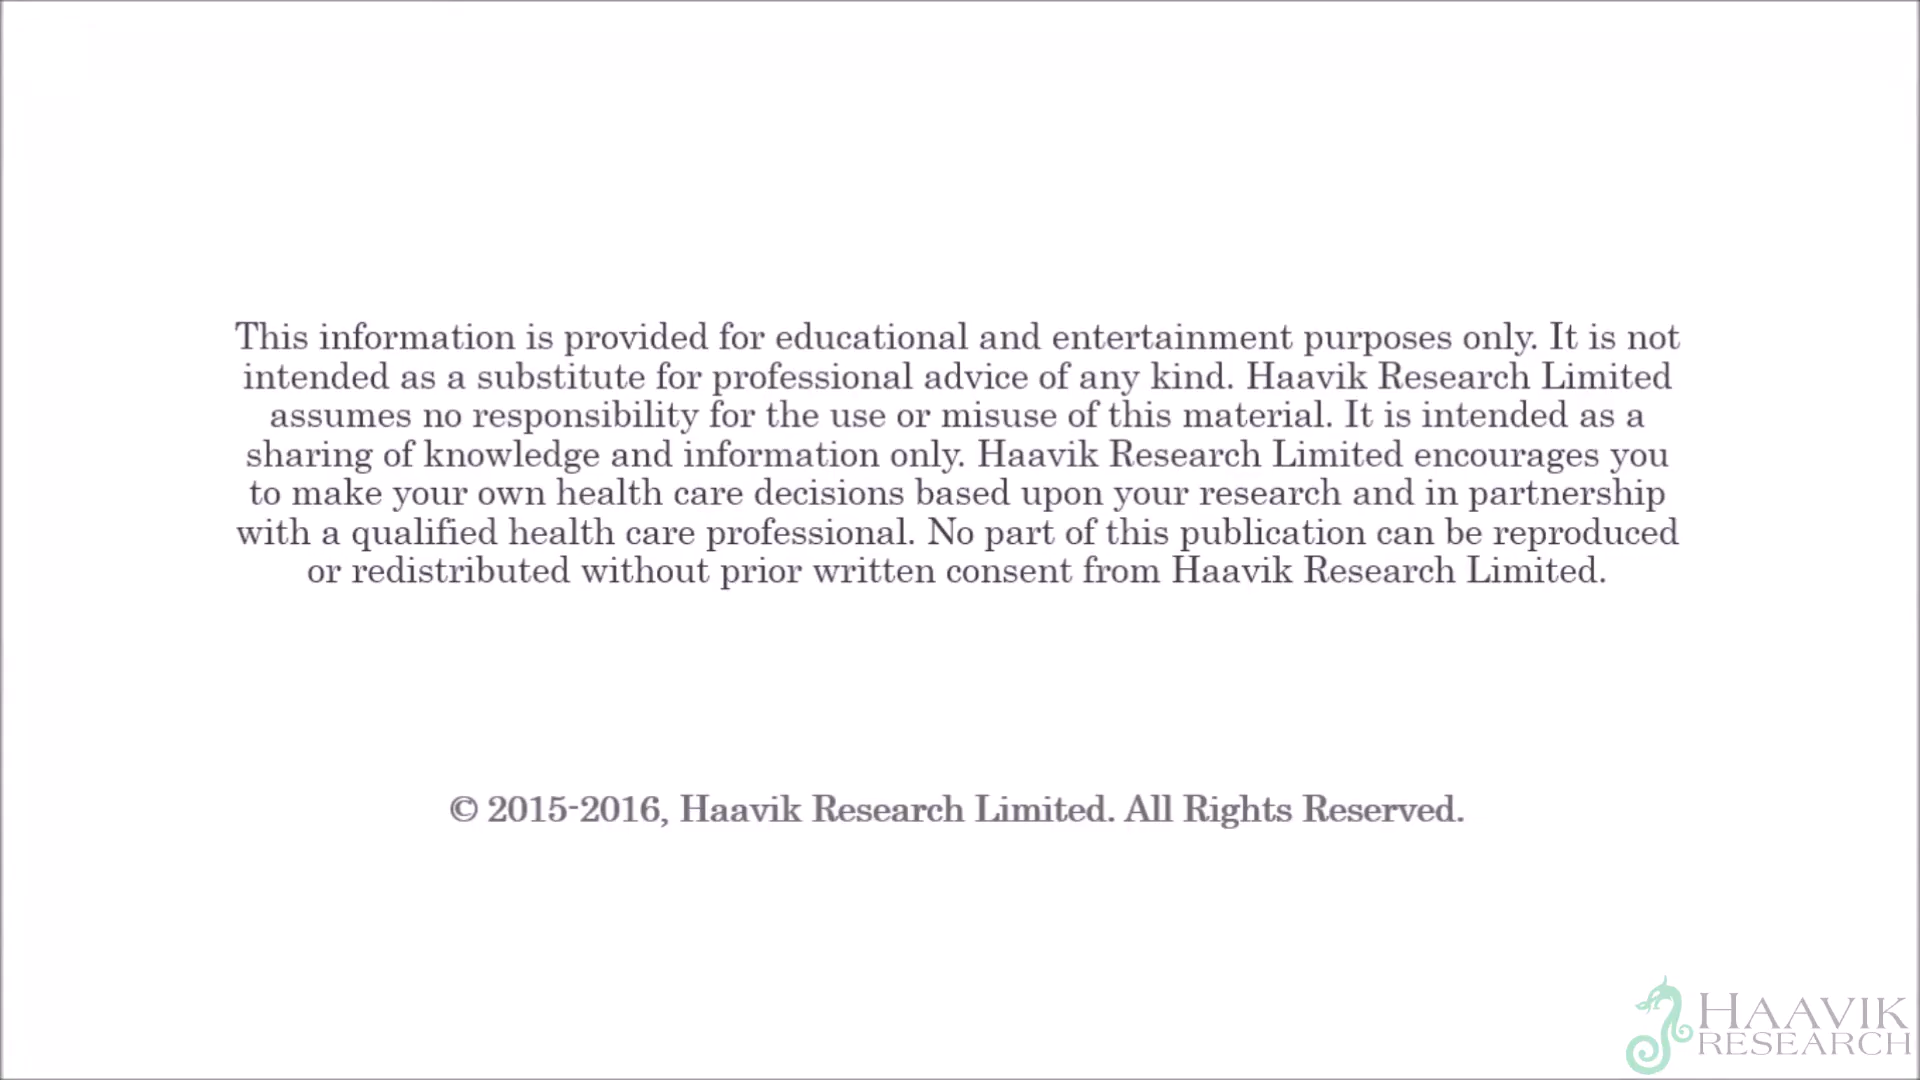 This information is provided for educational and entertainment purposes only. It is not
intended as a substitute for professional advice of any kind. Haavik Research Limited
assumes no responsibility for the use or misuse of this material. It is intended as a
sharing of knowledge and information only. Haavik Research Limited encourages you
to make your own health care decisions based upon your research and in partnership
with a qualified health care professional. No part of this publication can be reproduced
or redistributed without prior written consent from Haavik Research Limited.
© 2015-2016, Haavik Research Limited. All Rights Reserved.
HAAVIK
RESEARCH